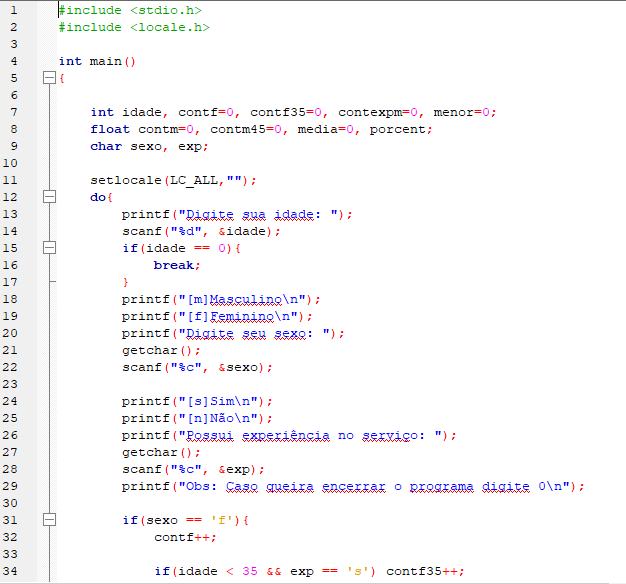 1 #include <stdio.h>
2 #include <locale.h>
3
4 int main()
5 {
6
7 int idade, contf=0, contf35=0, contexpm=0, menor=0;
8 float contm=0, contm45=0, media=0, porcent;
9 char sexo, exp;
10
11 setlocale(LC_ALL,"");
12 do{
13 printf("Digite sua idade: ");
14 scanf("%d", &idade);
15 if(idade == 0){
16 break;
17 }
18 printf("[m]Masculino\n");
19 printf("[f]Feminino\n");
20 printf("Digite seu sexo: ");
21 getchar();
22 scanf("%c", &sexo);
23
24 printf("[s]Sim\n");
25 printf("[n]Não\n");
26 printf("Possui experiência no serviço: ");
27 getchar();
28 scanf("%c", &exp);
29 printf("Obs: Caso queira encerrar o programa digite 0\n");
30
31 if(sexo == 'f'){
32 contf++;
33
34 if(idade < 35 && exp == 's') contf35++;